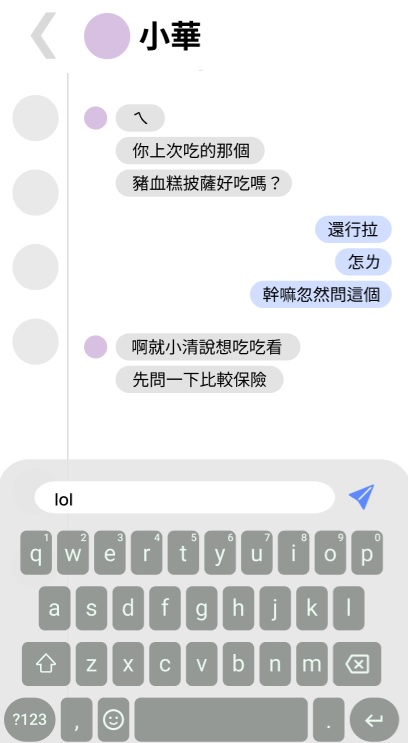 小華
ㄟ
你上次吃的那個
豬血糕披薩好吃嗎？
還行拉
怎ㄌ
幹嘛忽然問這個
啊就小清說想吃吃看
先問一下比較保險
lol
1 2 3 4 5 6 7 8 9 0
q w e r t y u i o p
a s d f g h j k l
z x c v b n m
?123 , .